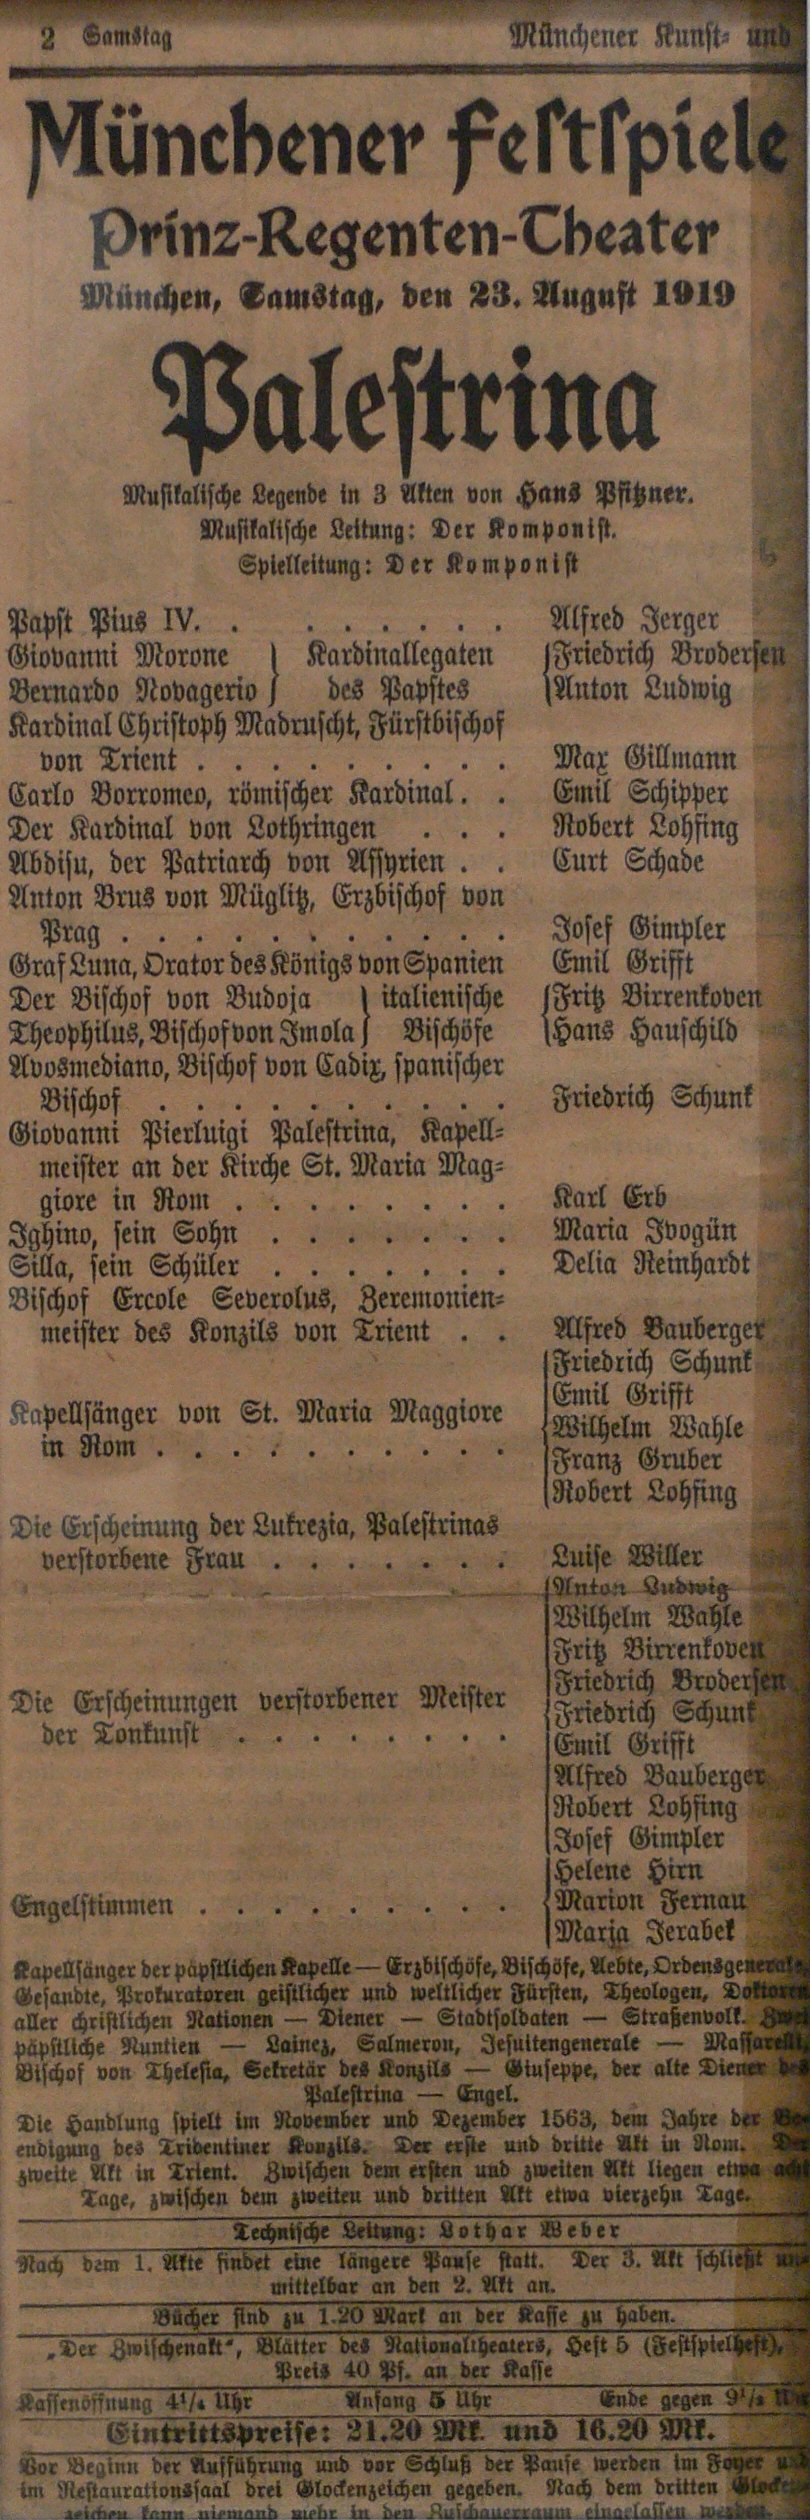 2 Samstag Münchener Kunst- und
Münchener Festspiele
Prinz-Regenten-Theater
München, Samstag, den 23. August 1919
Palestrina
Musikalische Legende in 3 Akten von Hans Pfitzner.
Musikalische Leitung: Der Komponist.
Spielleitung: Der Komponist
Papst Pius IV. . . . . . . . Alfred Jerger
Giovanni Morone } Kardinallegaten {Friedrich Brodersen
Bernardo Novagerio } des Papstes {Anton Ludwig
Kardinal Christoph Madruscht, Fürstbischof
von Trient . . . . . . . . . Max Gillmann
Carlo Borromeo, römischer Kardinal. . Emil Schipper
Der Kardinal von Lothringen . . . Robert Lohfing
Abdisu, der Patriarch von Assyrien . . Curt Schade
Anton Brus von Müglitz, Erzbischof von
Prag . . . . . . . . . . . Josef Gimpler
Graf Luna, Orator des Königs von Spanien Emil Grifft
Der Bischof von Budoja } italienische {Fritz Birrenkoven
Theophilus, Bischof von Imola } Bischöfe {Hans Hauschild
Avosmediano, Bischof von Cadix, spanischer
Bischof . . . . . . . . . . Friedrich Schunk
Giovanni Pierluigi Palestrina, Kapell-
meister an der Kirche St. Maria Mag-
giore in Rom . . . . . . . . Karl Erb
Ighino, sein Sohn . . . . . . . Maria Ivogün
Silla, sein Schüler . . . . . . . Delia Reinhardt
Bischof Ercole Severolus, Zeremonien-
meister des Konzils von Trient . . Alfred Bauberger
{Friedrich Schunk
{Emil Grifft
Kapellsänger von St. Maria Maggiore {Wilhelm Wahle
in Rom . . . . . . . . . . {Franz Gruber
{Robert Lohfing
Die Erscheinung der Lukrezia, Palestrinas
verstorbene Frau . . . . . . . Luise Willer
{Anton Ludwig
{Wilhelm Wahle
{Fritz Birrenkoven
{Friedrich Brodersen
Die Erscheinungen verstorbener Meister {Friedrich Schunk
der Tonkunst . . . . . . . . {Emil Grifft
{Alfred Bauberger
{Robert Lohfing
{Josef Gimpler
{Helene Hirn
Engelstimmen . . . . . . . . . {Marion Fernau
{Marja Jerabek
Kapellsänger der päpstlichen Kapelle — Erzbischöfe, Bischöfe, Aebte, Ordensgenerale,
Gesandte, Prokuratoren geistlicher und weltlicher Fürsten, Theologen, Doktoren
aller christlichen Nationen — Diener — Stadtsoldaten — Straßenvolk. Zwei
päpstliche Nuntien — Lainez, Salmeron, Jesuitengenerale — Massarelli,
Bischof von Thelesia, Sekretär des Konzils — Giuseppe, der alte Diener des
Palestrina — Engel.
Die Handlung spielt im November und Dezember 1563, dem Jahre der Be-
endigung des Tridentiner Konzils. Der erste und dritte Akt in Rom. Der
zweite Akt in Trient. Zwischen dem ersten und zweiten Akt liegen etwa acht
Tage, zwischen dem zweiten und dritten Akt etwa vierzehn Tage.
Technische Leitung: Lothar Weber
Nach dem 1. Akte findet eine längere Pause statt. Der 3. Akt schließt un-
mittelbar an den 2. Akt an.
Bücher sind zu 1.20 Mark an der Kasse zu haben.
„Der Zwischenakt“, Blätter des Nationaltheaters, Heft 5 (Festspielheft),
Preis 40 Pf. an der Kasse
Kassenöffnung 4¼ Uhr Anfang 5 Uhr Ende gegen 9½ Uhr
Eintrittspreise: 21.20 Mk. und 16.20 Mk.
Vor Beginn der Aufführung und vor Schluß der Pause werden im Foyer und
im Restaurationssaal drei Glockenzeichen gegeben. Nach dem dritten Glocken-
zeichen kann niemand mehr in den Zuschauerraum eingelassen werden.